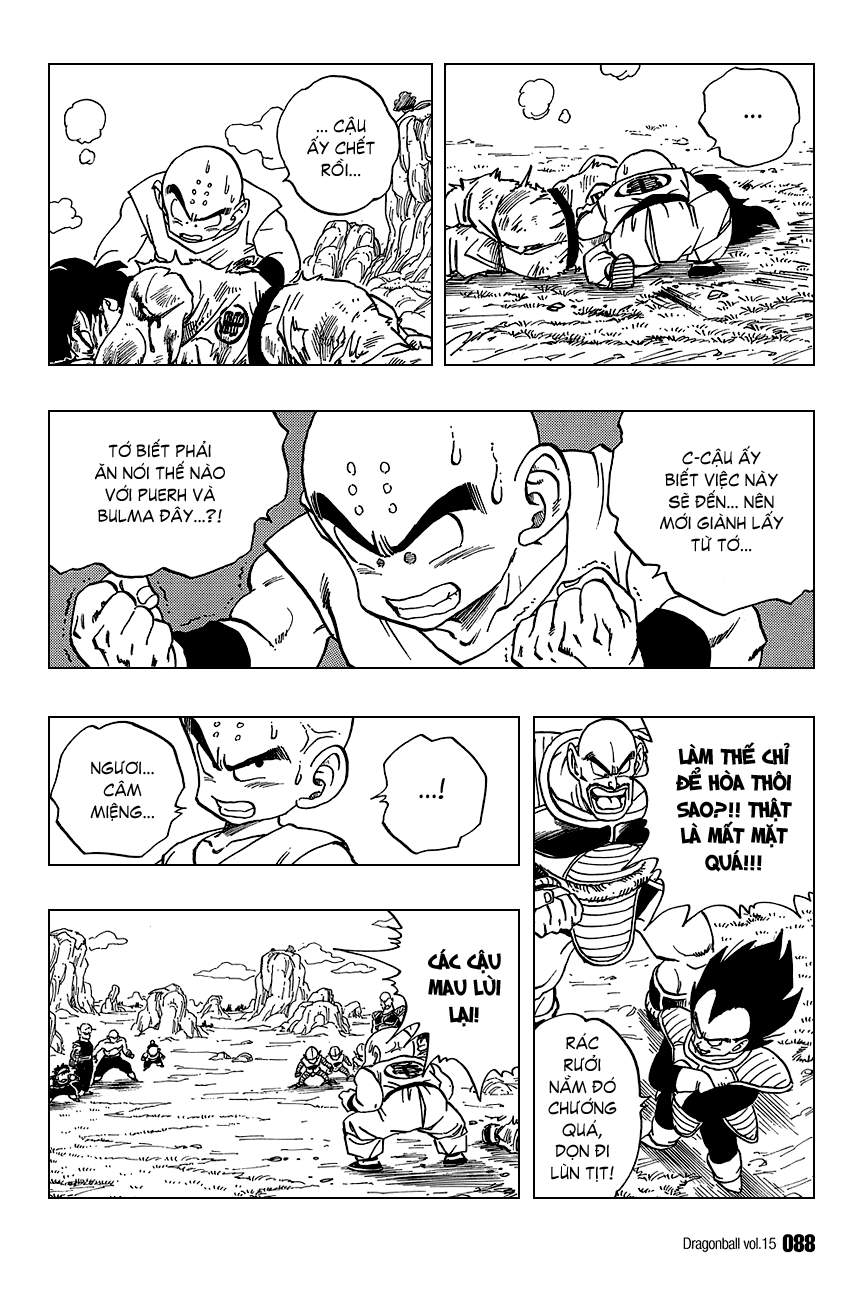 ...
... CẬU
ẤY CHẾT
RỒI...
C-CẬU ẤY
BIẾT VIỆC NÀY
SẼ ĐẾN... NÊN
MỚI GIÀNH LẤY
TỪ TỚ...
TỚ BIẾT PHẢI
ĂN NÓI THẾ NÀO
VỚI PUERH VÀ
BULMA ĐÂY...?!
LÀM THẾ CHỈ
ĐỂ HÒA THÔI
SAO?!! THẬT
LÀ MẤT MẶT
QUÁ!!!
RÁC
RƯỞI
NẰM ĐÓ
CHƯỚNG
QUÁ,
DỌN ĐI
LÙN TỊT!
...!
NGƯƠI...
CÂM
MIỆNG...
CÁC CẬU
MAU LÙI
LẠI!
Dragonball vol.15 088